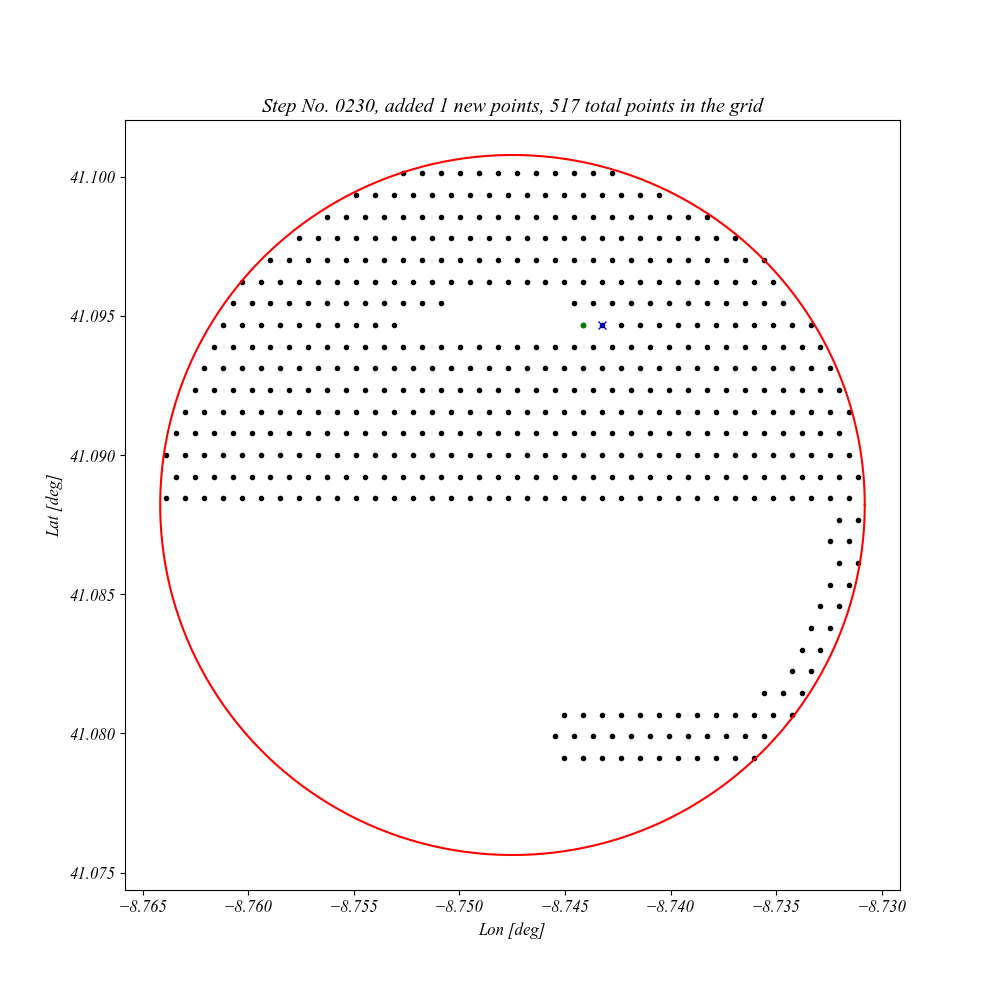 Step No. 0230, added 1 new points, 517 total points in the grid
41.100
41.095
41.090
41.085
41.080
41.075
Lat [deg]
−8.765 −8.760 −8.755 −8.750 −8.745 −8.740 −8.735 −8.730
Lon [deg]